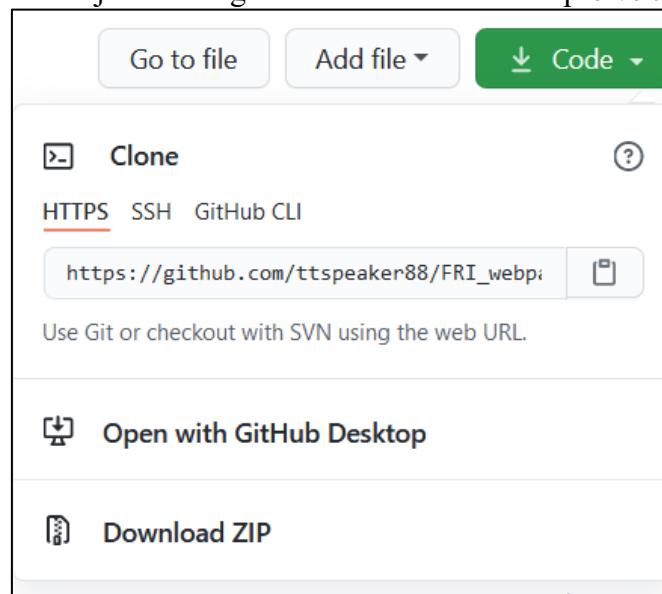 Go to file Add file Code
Clone
HTTPS SSH GitHub CLI
https://github.com/ttspeaker88/FRI_webpa
Use Git or checkout with SVN using the web URL.
Open with GitHub Desktop
Download ZIP